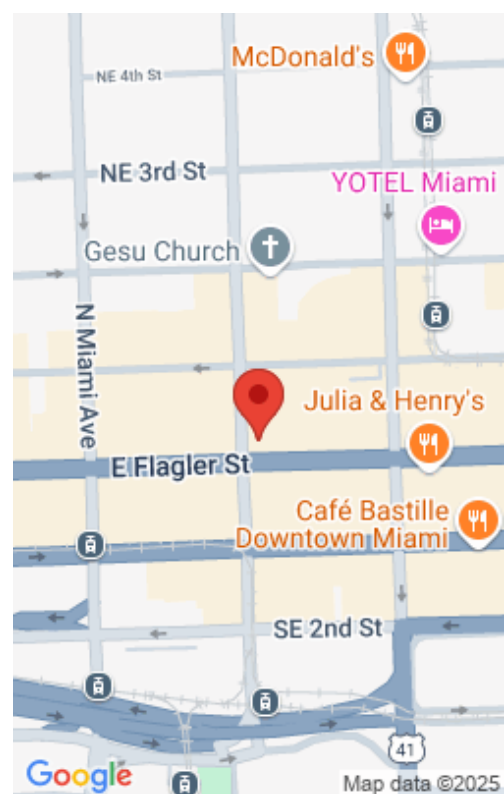 McDonald's
NE 4th St
NE 3rd St
YOTEL Miami
Gesu Church
N Miami Ave
Julia & Henry's
E Flagler St
Café Bastille
Downtown Miami
SE 2nd St
41
Google
Map data ©2025